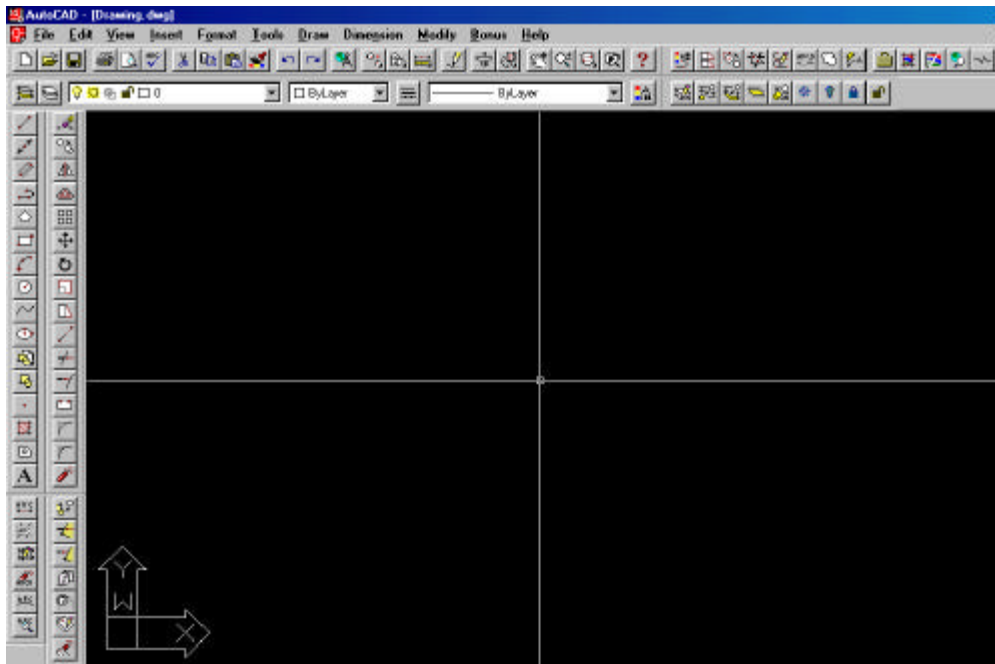 AutoCAD - [Drawing.dwg]
File Edit View Insert Format Tools Draw Dimension Modify Bonus Help
0 ByLayer ByLayer
A
Y
W
X